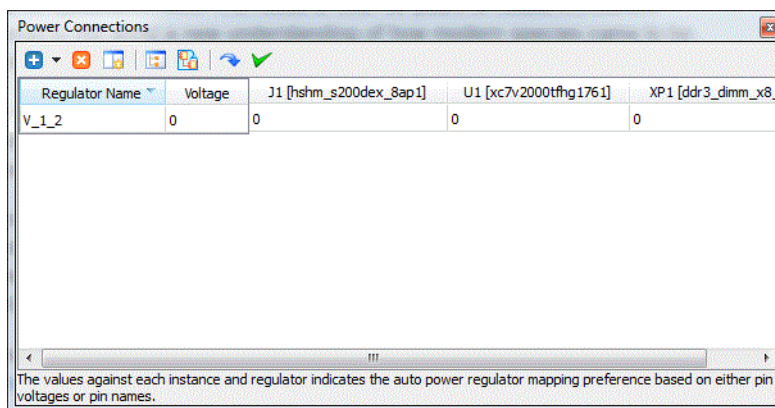 Power Connections
Regulator Name Voltage J1 [hshm_s200dex_8ap1] U1 [xc7v2000tfhg1761] XP1 [ddr3_dimm_x8_
V_1_2 0 0 0 0
The values against each instance and regulator indicates the auto power regulator mapping preference based on either pin
voltages or pin names.